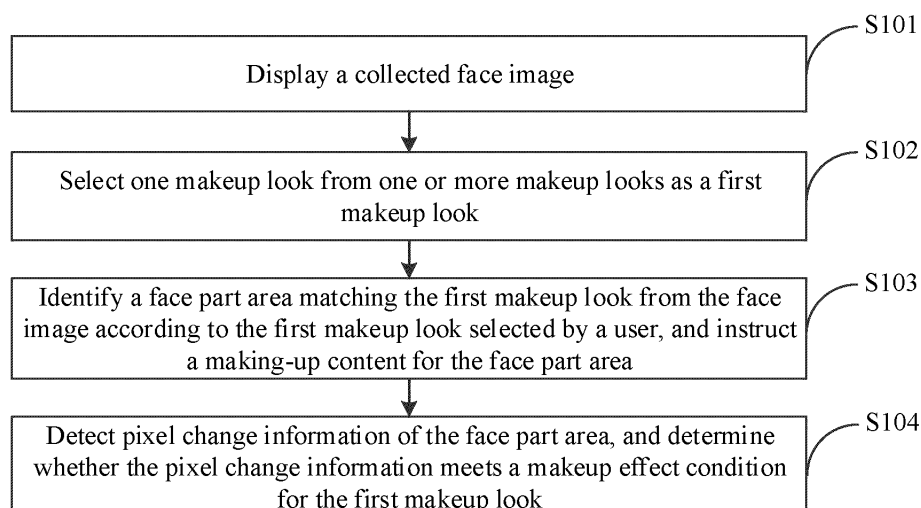 S101
Display a collected face image
S102
Select one makeup look from one or more makeup looks as a first
makeup look
S103
Identify a face part area matching the first makeup look from the face
image according to the first makeup look selected by a user, and instruct
a making-up content for the face part area
S104
Detect pixel change information of the face part area, and determine
whether the pixel change information meets a makeup effect condition
for the first makeup look